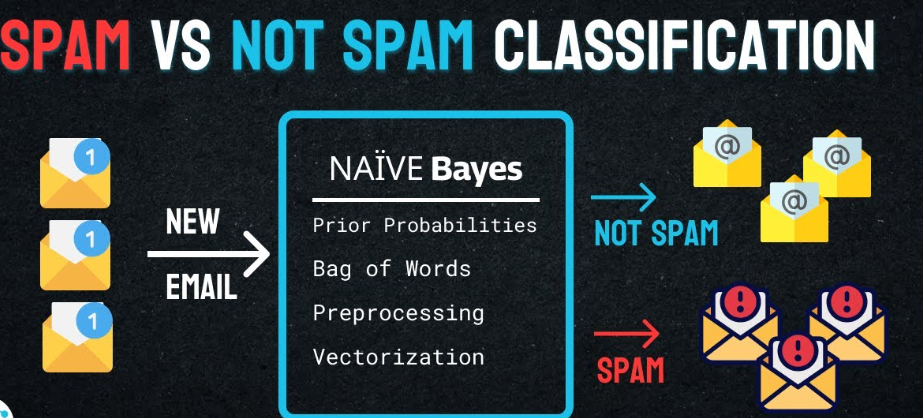 SPAM VS NOT SPAM CLASSIFICATION
1
1
1
NEW
EMAIL
NAÏVE Bayes
Prior Probabilities
Bag of Words
Preprocessing
Vectorization
@
@
@
NOT SPAM
!
!
!
SPAM